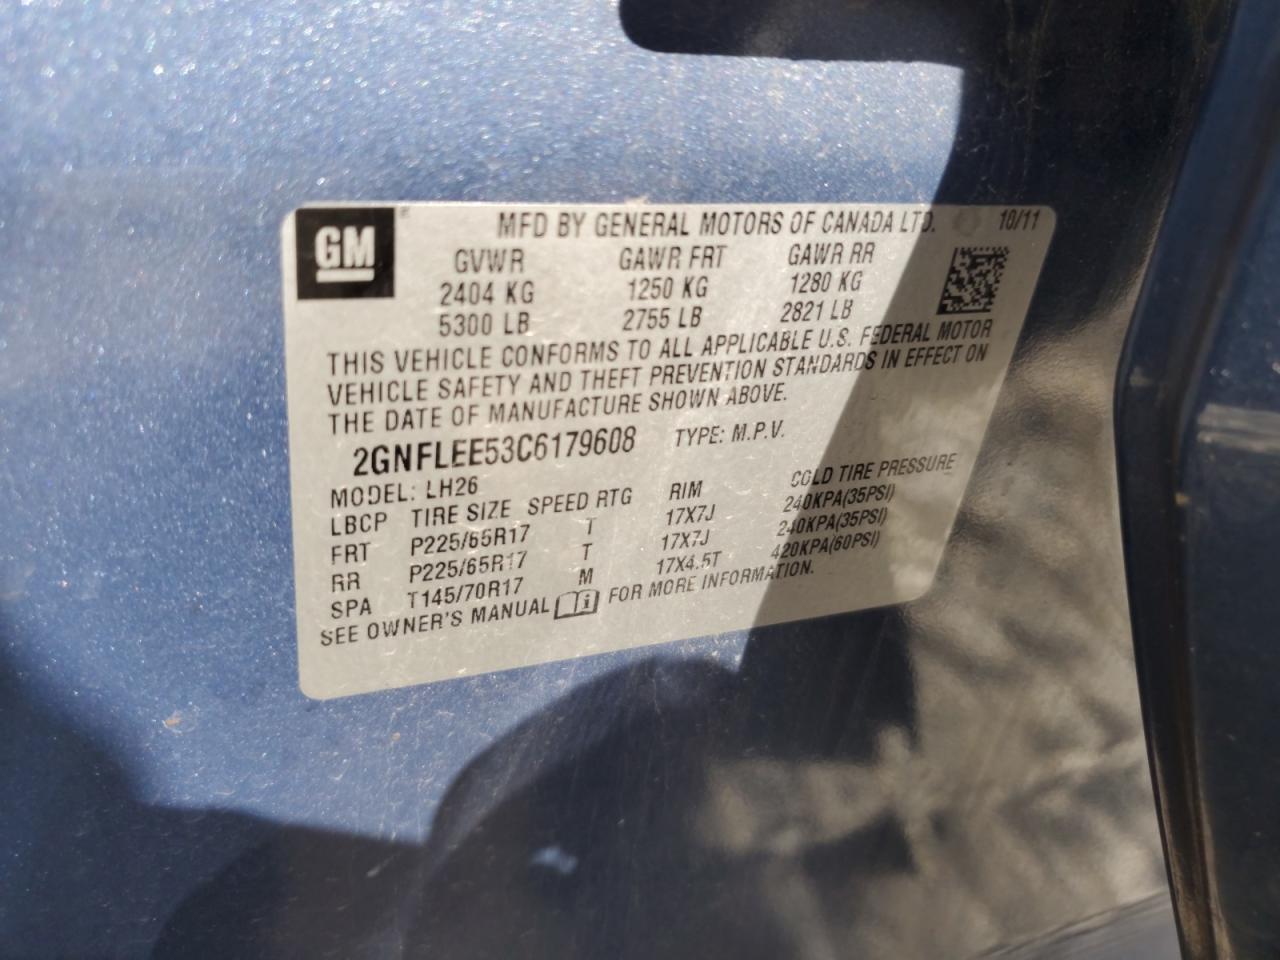 GM
MFD BY GENERAL MOTORS OF CANADA LTD. 10/11
GVWR GAWR FRT GAWR RR
2404 KG 1250 KG 1280 KG
5300 LB 2755 LB 2821 LB
THIS VEHICLE CONFORMS TO ALL APPLICABLE U.S. FEDERAL MOTOR
VEHICLE SAFETY AND THEFT PREVENTION STANDARDS IN EFFECT ON
THE DATE OF MANUFACTURE SHOWN ABOVE.
2GNFLEE53C6179608 TYPE: M.P.V.
MODEL: LH26
LBCP TIRE SIZE SPEED RTG RIM COLD TIRE PRESSURE
FRT P225/65R17 T 17X7J 240KPA(35PSI)
RR P225/65R17 T 17X7J 240KPA(35PSI)
SPA T145/70R17 M 17X4.5T 420KPA(60PSI)
SEE OWNER'S MANUAL FOR MORE INFORMATION.